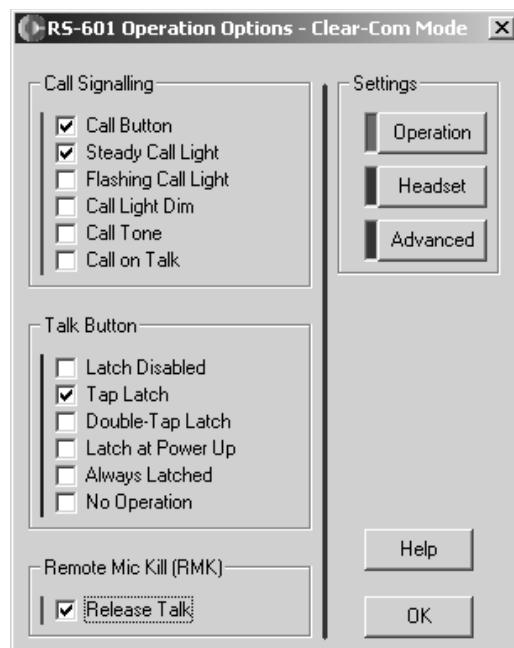 RS-601 Operation Options - Clear-Com Mode
Call Signalling
Call Button
Steady Call Light
Flashing Call Light
Call Light Dim
Call Tone
Call on Talk
Talk Button
Latch Disabled
Tap Latch
Double-Tap Latch
Latch at Power Up
Always Latched
No Operation
Remote Mic Kill (RMK)
Release Talk
Settings
Operation
Headset
Advanced
Help
OK